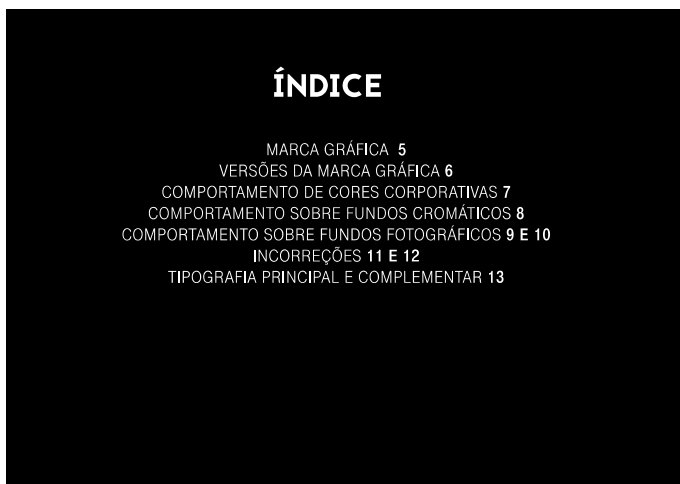 ÍNDICE
MARCA GRÁFICA 5
VERSÕES DA MARCA GRÁFICA 6
COMPORTAMENTO DE CORES CORPORATIVAS 7
COMPORTAMENTO SOBRE FUNDOS CROMÁTICOS 8
COMPORTAMENTO SOBRE FUNDOS FOTOGRÁFICOS 9 E 10
INCORREÇÕES 11 E 12
TIPOGRAFIA PRINCIPAL E COMPLEMENTAR 13